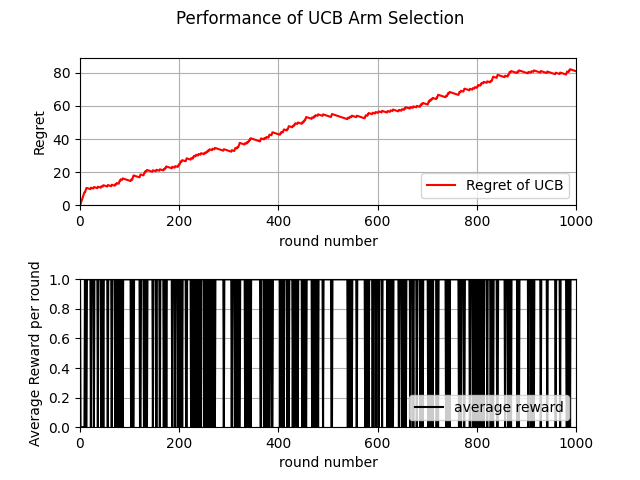 Performance of UCB Arm Selection
80
60
40
20
0
Regret
Regret of UCB
0 200 400 600 800 1000
round number
1.0
0.8
0.6
0.4
0.2
0.0
Average Reward per round
average reward
0 200 400 600 800 1000
round number